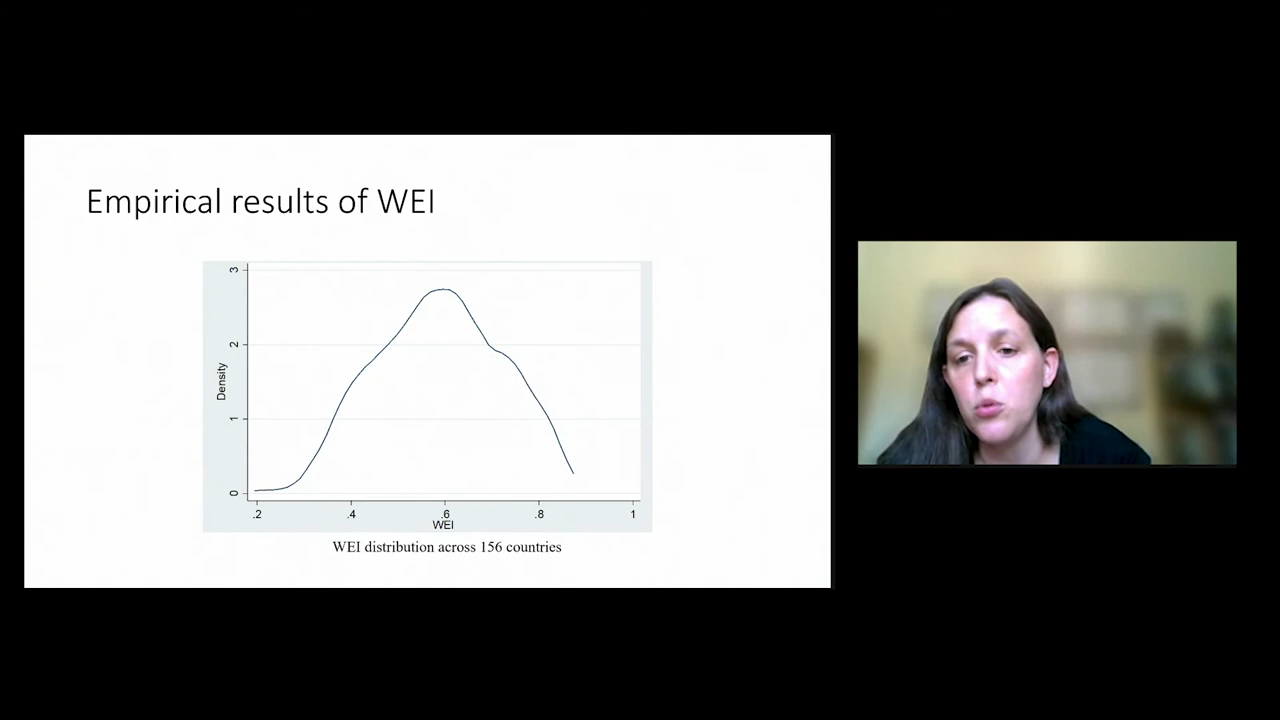 Empirical results of WEI
3
2
1
0
Density
.2 .4 .6 .8 1
WEI
WEI distribution across 156 countries